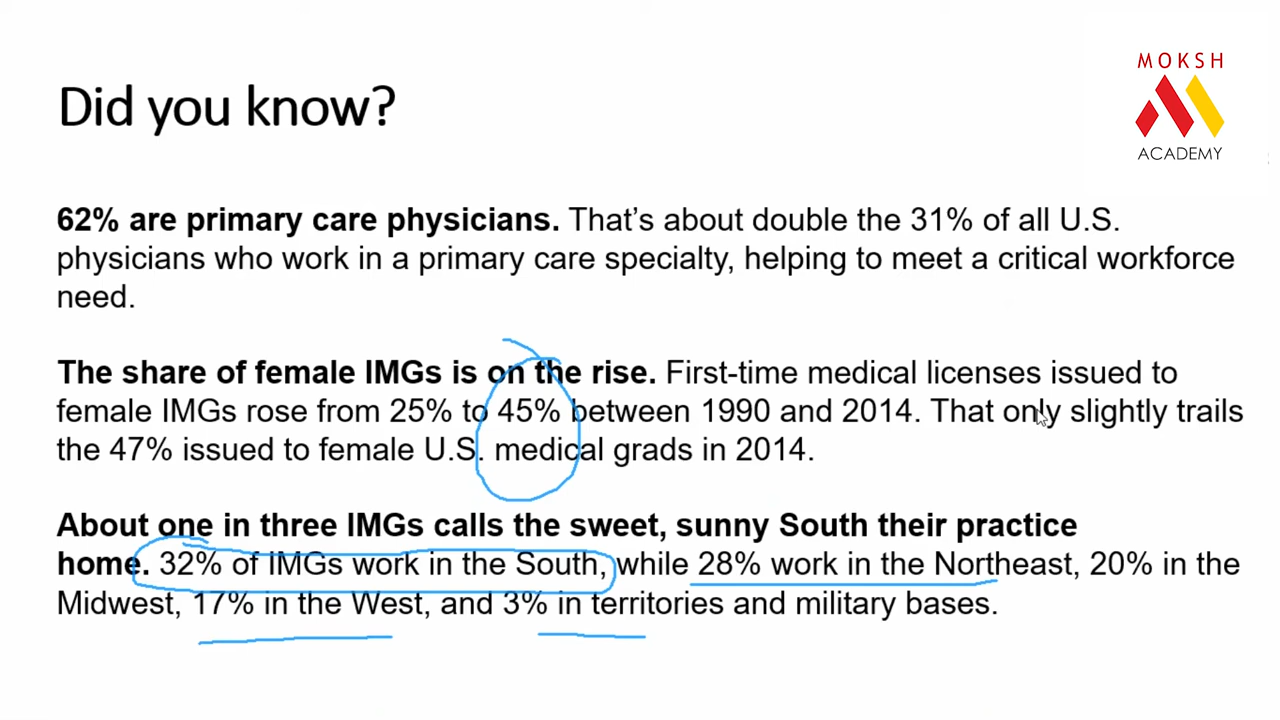 MOKSH
ACADEMY
Did you know?
62% are primary care physicians. That’s about double the 31% of all U.S.
physicians who work in a primary care specialty, helping to meet a critical workforce
need.
The share of female IMGs is on the rise. First-time medical licenses issued to
female IMGs rose from 25% to 45% between 1990 and 2014. That only slightly trails
the 47% issued to female U.S. medical grads in 2014.
About one in three IMGs calls the sweet, sunny South their practice
home. 32% of IMGs work in the South, while 28% work in the Northeast, 20% in the
Midwest, 17% in the West, and 3% in territories and military bases.